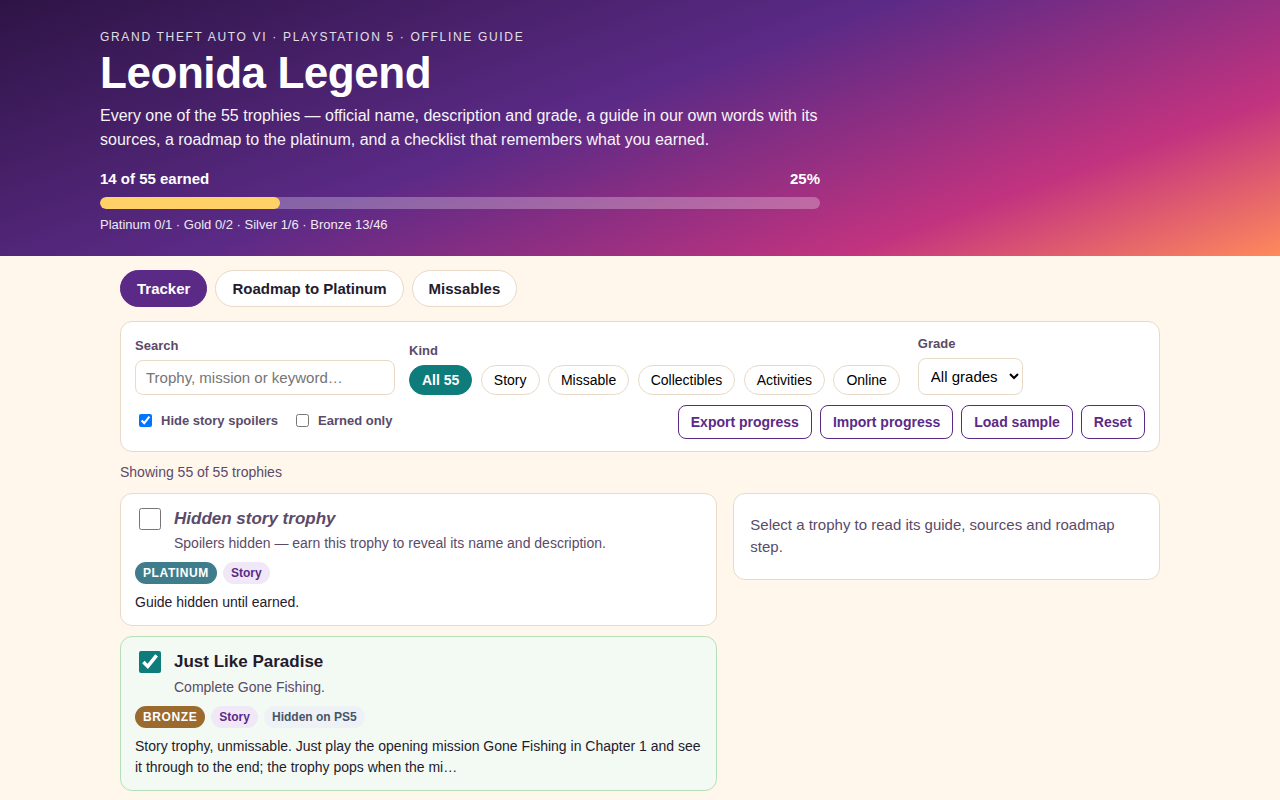 GRAND THEFT AUTO VI · PLAYSTATION 5 · OFFLINE GUIDE
Leonida Legend
Every one of the 55 trophies — official name, description and grade, a guide in our own words with its
sources, a roadmap to the platinum, and a checklist that remembers what you earned.
14 of 55 earned 25%
Platinum 0/1 · Gold 0/2 · Silver 1/6 · Bronze 13/46
Tracker Roadmap to Platinum Missables
Search Kind Grade
Trophy, mission or keyword… All 55 Story Missable Collectibles Activities Online All grades
Hide story spoilers Earned only Export progress Import progress Load sample Reset
Showing 55 of 55 trophies
Hidden story trophy
Spoilers hidden — earn this trophy to reveal its name and description.
PLATINUM Story
Guide hidden until earned.
Select a trophy to read its guide, sources and roadmap
step.
Just Like Paradise
Complete Gone Fishing.
BRONZE Story Hidden on PS5
Story trophy, unmissable. Just play the opening mission Gone Fishing in Chapter 1 and see
it through to the end; the trophy pops when the mi…